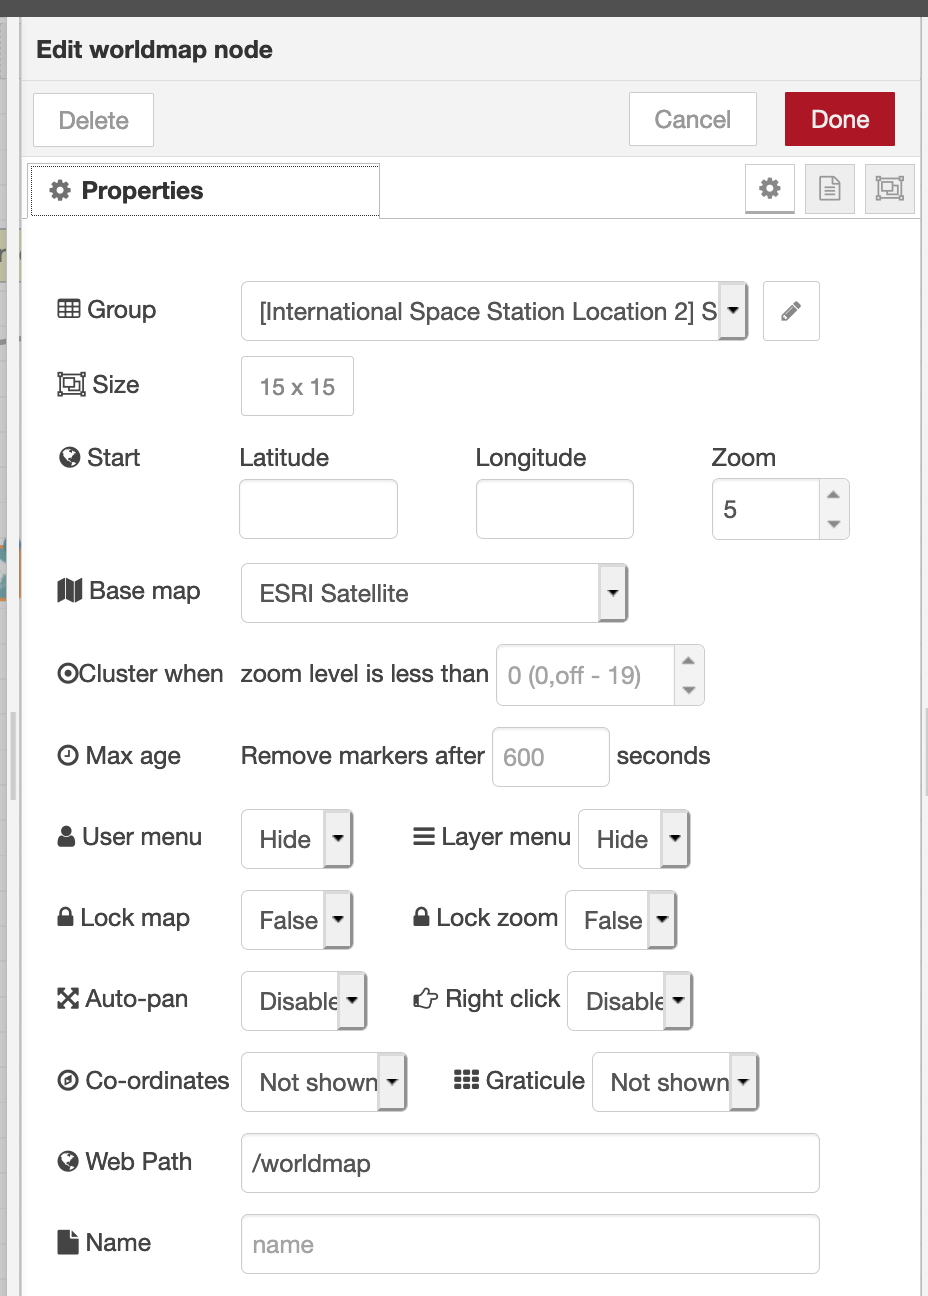 Edit worldmap node
Delete Cancel Done
Properties
Group [International Space Station Location 2] S
Size 15 x 15
Start Latitude Longitude Zoom
5
Base map ESRI Satellite
Cluster when zoom level is less than 0 (0,off - 19)
Max age Remove markers after 600 seconds
User menu Hide Layer menu Hide
Lock map False Lock zoom False
Auto-pan Disable Right click Disable
Co-ordinates Not shown Graticule Not shown
Web Path /worldmap
Name name